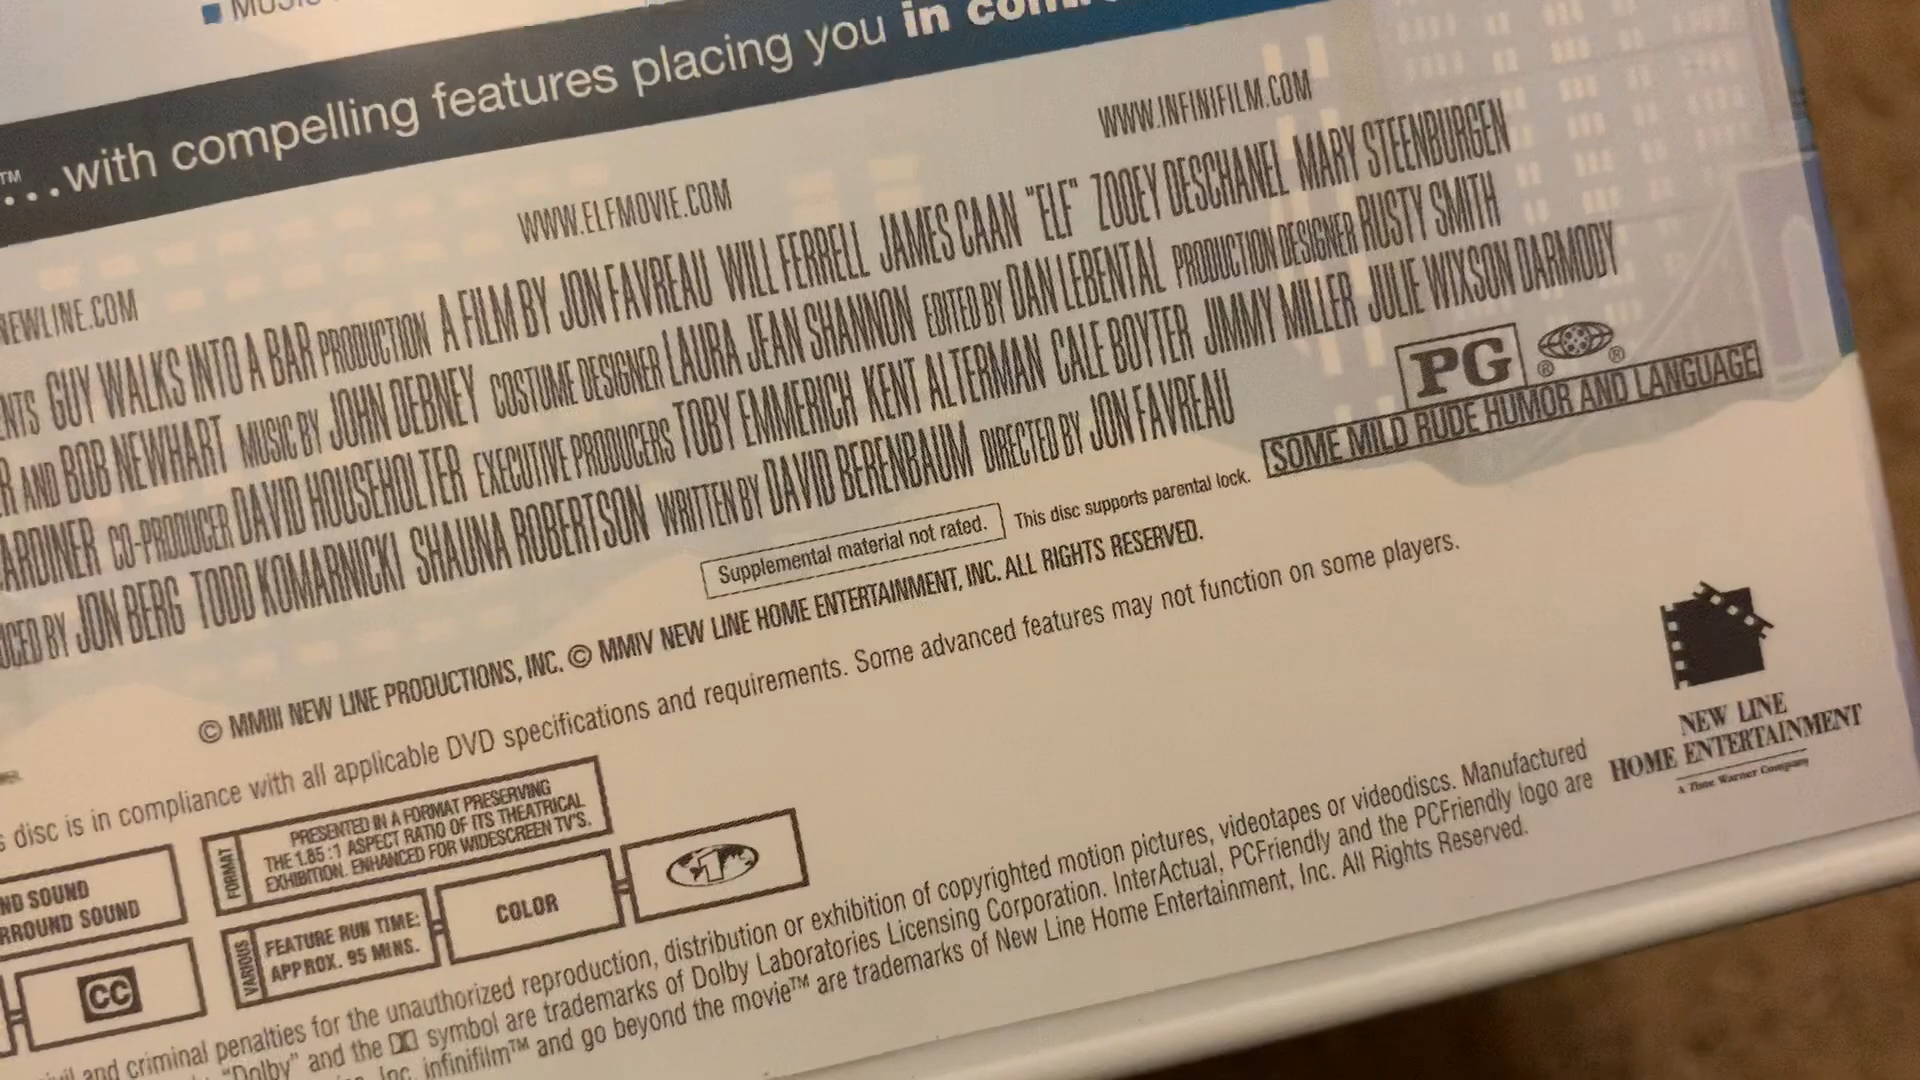 ™...with compelling features placing you in
WWW.INFINIFILM.COM
WWW.ELFMOVIE.COM
NEWLINE.COM
GUY WALKS INTO A BAR PRODUCTION A FILM BY JON FAVREAU WILL FERRELL JAMES CAAN "ELF" ZOOEY DESCHANEL MARY STEENBURGEN
AND BOB NEWHART MUSIC BY JOHN DEBNEY COSTUME DESIGNER LAURA JEAN SHANNON EDITED BY DAN LEBENTAL PRODUCTION DESIGNER RUSTY SMITH
CO-PRODUCER DAVID HOUSEHOLTER EXECUTIVE PRODUCERS TOBY EMMERICH KENT ALTERMAN CALE BOYTER JIMMY MILLER JULIE WIXSON DARMODY
BY JON BERG TODD KOMARNICKI SHAUNA ROBERTSON WRITTEN BY DAVID BERENBAUM DIRECTED BY JON FAVREAU
PG ® ®
SOME MILD RUDE HUMOR AND LANGUAGE
Supplemental material not rated. This disc supports parental lock.
© MMIII NEW LINE PRODUCTIONS, INC. © MMIV NEW LINE HOME ENTERTAINMENT, INC. ALL RIGHTS RESERVED.
disc is in compliance with all applicable DVD specifications and requirements. Some advanced features may not function on some players.
NEW LINE
HOME ENTERTAINMENT
A Time Warner Company
FORMAT
PRESENTED IN A FORMAT PRESERVING
THE 1.85:1 ASPECT RATIO OF ITS THEATRICAL
EXHIBITION. ENHANCED FOR WIDESCREEN TV'S.
SOUND
SURROUND SOUND
VARIOUS
FEATURE RUN TIME:
APPROX. 95 MINS.
COLOR
1
CC
and criminal penalties for the unauthorized reproduction, distribution or exhibition of copyrighted motion pictures, videotapes or videodiscs. Manufactured
"Dolby" and the symbol are trademarks of Dolby Laboratories Licensing Corporation. InterActual, PCFriendly and the PCFriendly logo are
Inc. infinifilm™ and go beyond the movie™ are trademarks of New Line Home Entertainment, Inc. All Rights Reserved.